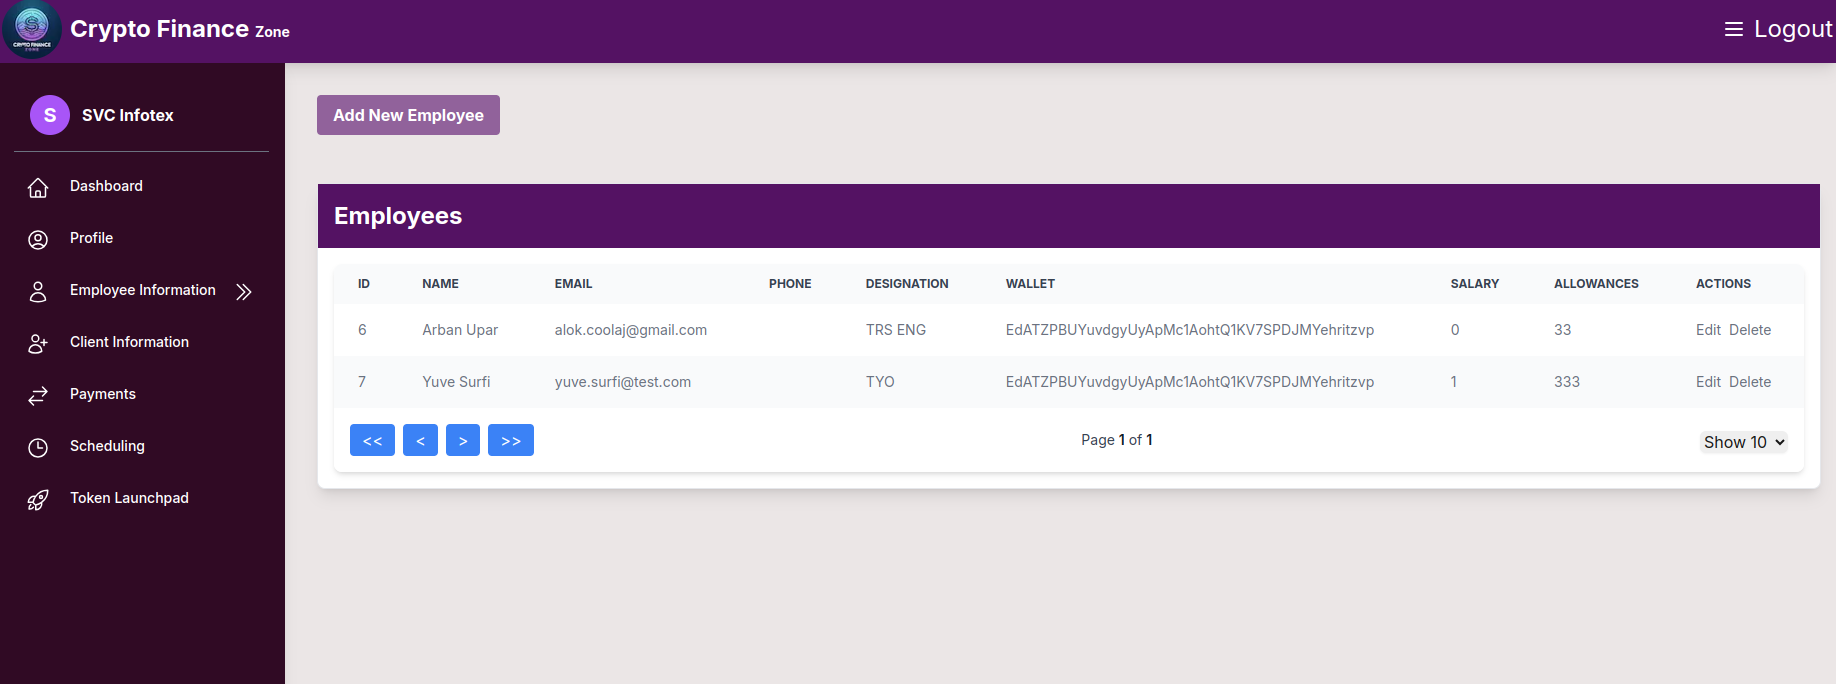 CRYPTO FINANCE
Crypto Finance Zone
Logout
S
SVC Infotex
Dashboard
Profile
Employee Information
Client Information
Payments
Scheduling
Token Launchpad
Add New Employee
Employees
ID NAME EMAIL PHONE DESIGNATION WALLET SALARY ALLOWANCES ACTIONS
6 Arban Upar alok.coolaj@gmail.com TRS ENG EdATZPBUYuvdgyUyApMc1AohtQ1KV7SPDJMYehritzvp 0 33 Edit Delete
7 Yuve Surfi yuve.surfi@test.com TYO EdATZPBUYuvdgyUyApMc1AohtQ1KV7SPDJMYehritzvp 1 333 Edit Delete
<< < > >> Page 1 of 1 Show 10